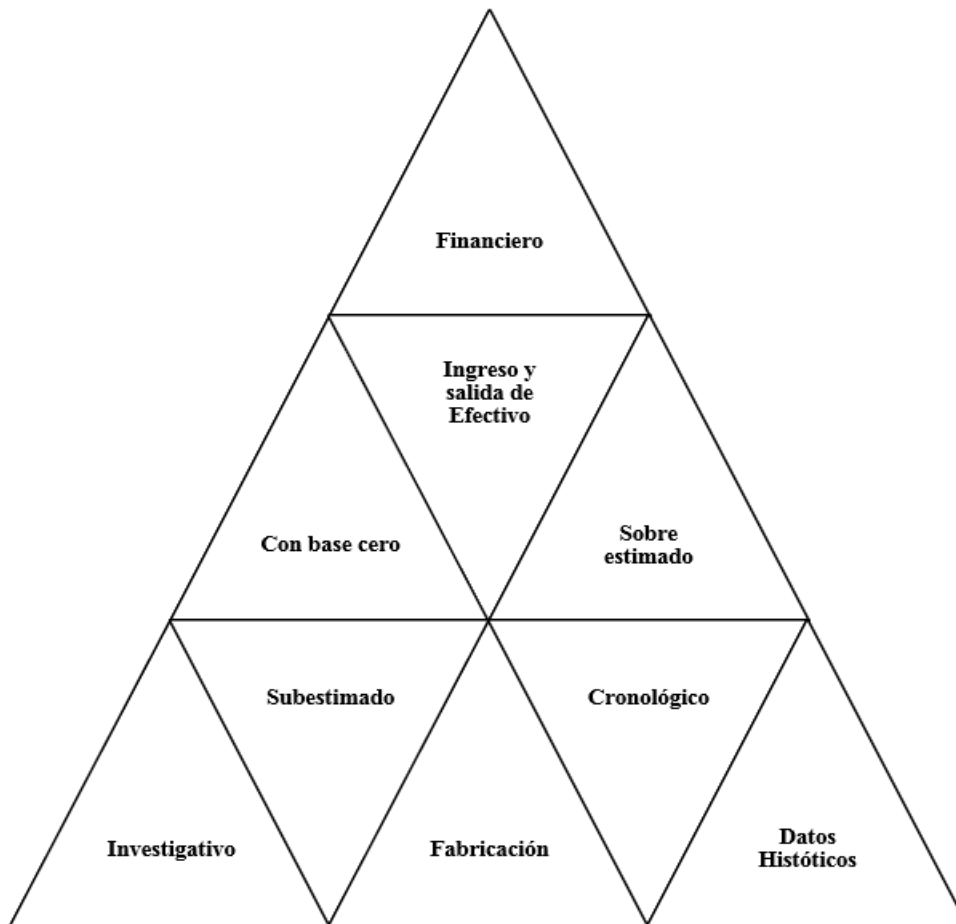 Financiero
Ingreso y
salida de
Efectivo
Con base cero
Sobre
estimado
Subestimado
Cronológico
Investigativo
Fabricación
Datos
Históticos